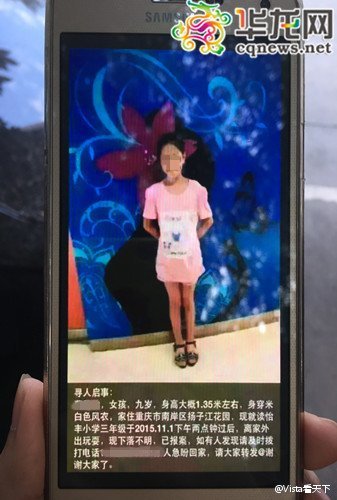 SAMSUNG
华龙网
cqnews.net
寻人启事:
，女孩，九岁，身高大概1.35米左右，身穿米
白色风衣，家住重庆市南岸区扬子江花园，现就读怡
丰小学三年级于2015.11.1下午两点钟过后，离家外
出玩耍，现下落不明，已报案，如有人发现请及时拨
打电话 人急盼回家，请大家转发@谢
谢大家了。
@Vista看天下